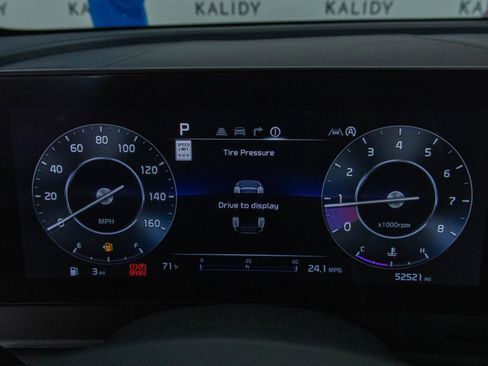 KALIDY KALIDY
P
SPEED
LIMIT
----
Tire Pressure
Drive to display
0 20 40 60 80 100 120 140 160
MPH
E F
3 mi
BRAKE
71°F
0 25 50
24.1 MPG
0 1 2 3 4 5 6 7 8
x1000rpm
C H
52521 mi